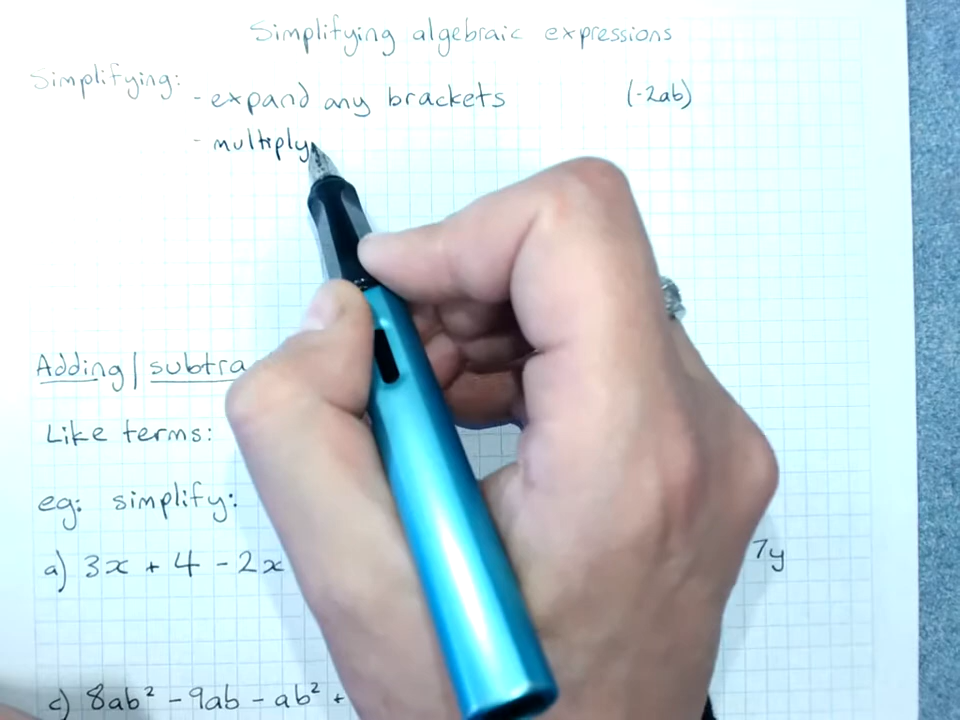 Simplifying algebraic expressions
Simplifying:
- expand any brackets (-2ab)
- multiply
Adding / subtra
Like terms:
eg: simplify:
a) 3x + 4 - 2x 7y
c) 8ab² - 9ab - ab² +